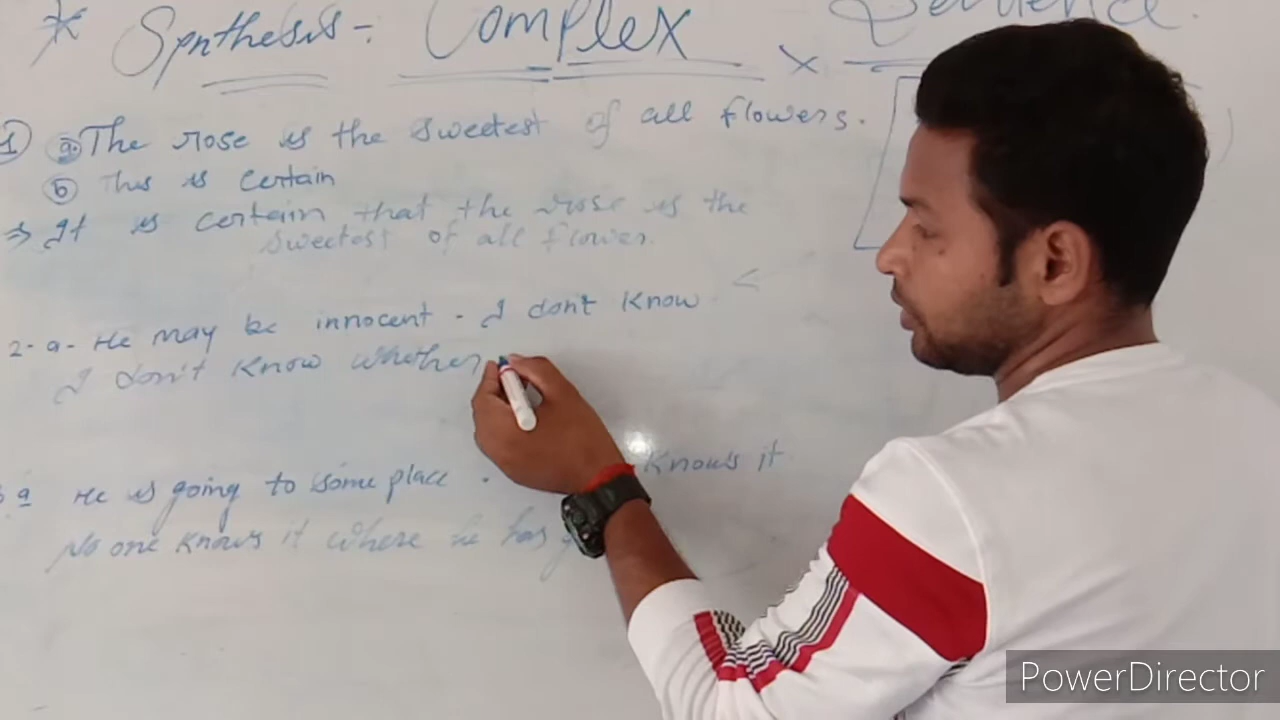 * Synthesis :- Complex × Sentence.
1 a. The rose is the sweetest of all flowers.
b This is certain
⇒ It is certain that the rose is the
sweetest of all flower.
2. a. He may be innocent. I don't know
I don't know whether
a He is going to some place. knows it
No one knows it where he has
PowerDirector